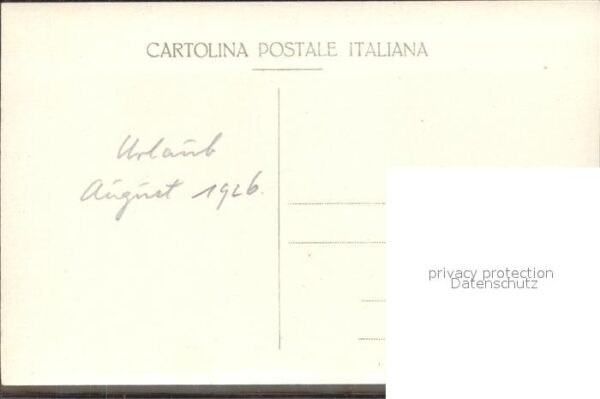 CARTOLINA POSTALE ITALIANA
Urlaub
August 1926.
privacy protection
Datenschutz